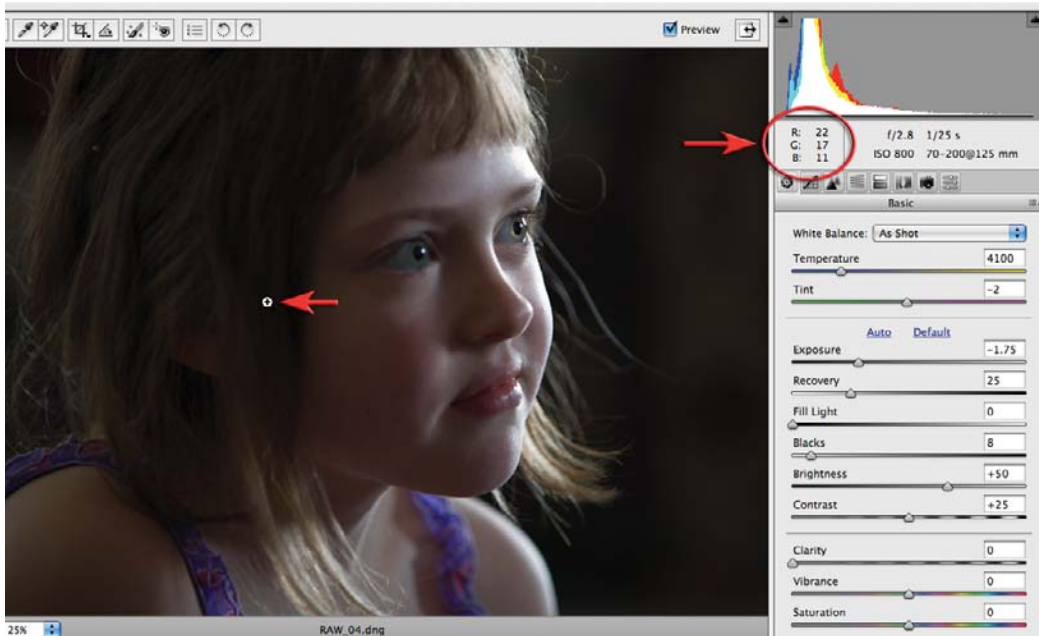 Preview
R: 22
G: 17
B: 11
f/2.8 1/25 s
ISO 800 70-200@125 mm
Basic
White Balance: As Shot
Temperature 4100
Tint -2
Auto Default
Exposure -1.75
Recovery 25
Fill Light 0
Blacks 8
Brightness +50
Contrast +25
Clarity 0
Vibrance 0
Saturation 0
25% RAW_04.dng